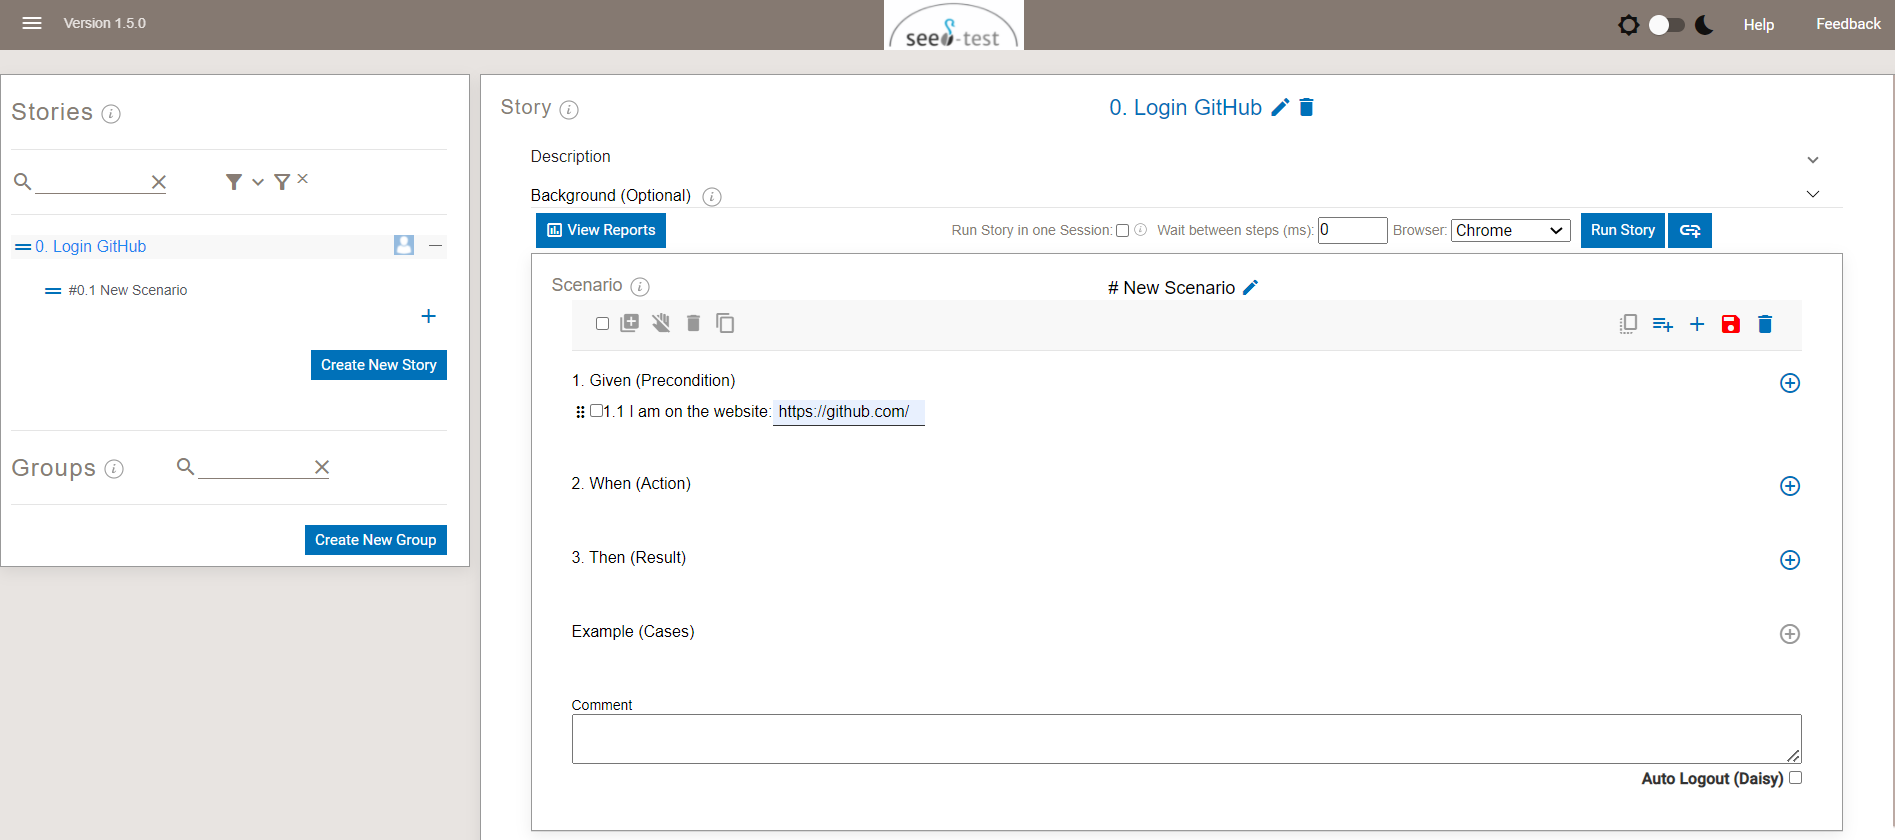 Version 1.5.0
seed-test
Help
Feedback
Stories
0. Login GitHub
#0.1 New Scenario
Create New Story
Groups
Create New Group
Story
0. Login GitHub
Description
Background (Optional)
View Reports
Run Story in one Session:
Wait between steps (ms): 0
Browser: Chrome
Run Story
Scenario
# New Scenario
1. Given (Precondition)
1.1 I am on the website: https://github.com/
2. When (Action)
3. Then (Result)
Example (Cases)
Comment
Auto Logout (Daisy)